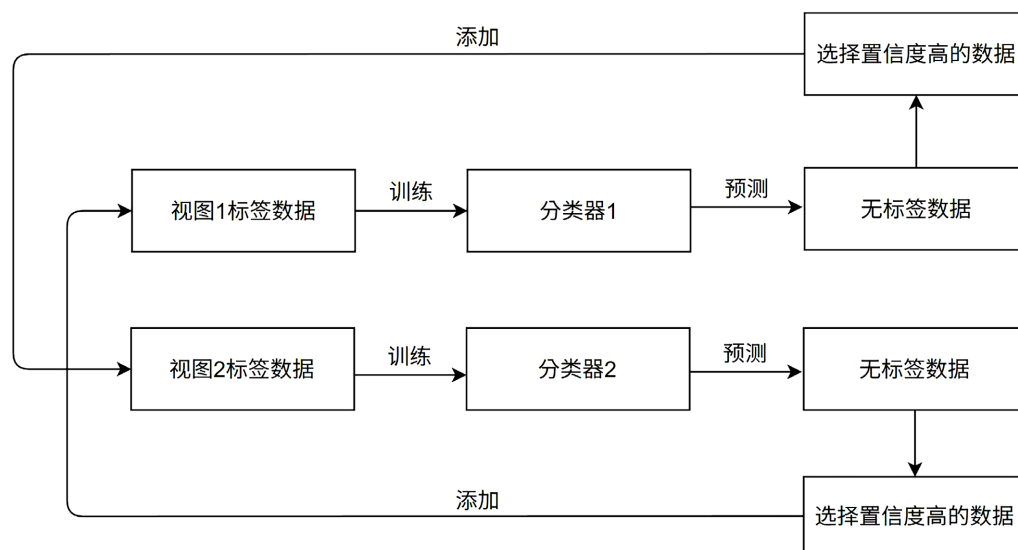 添加
选择置信度高的数据
视图1标签数据
训练
分类器1
预测
无标签数据
视图2标签数据
训练
分类器2
预测
无标签数据
添加
选择置信度高的数据